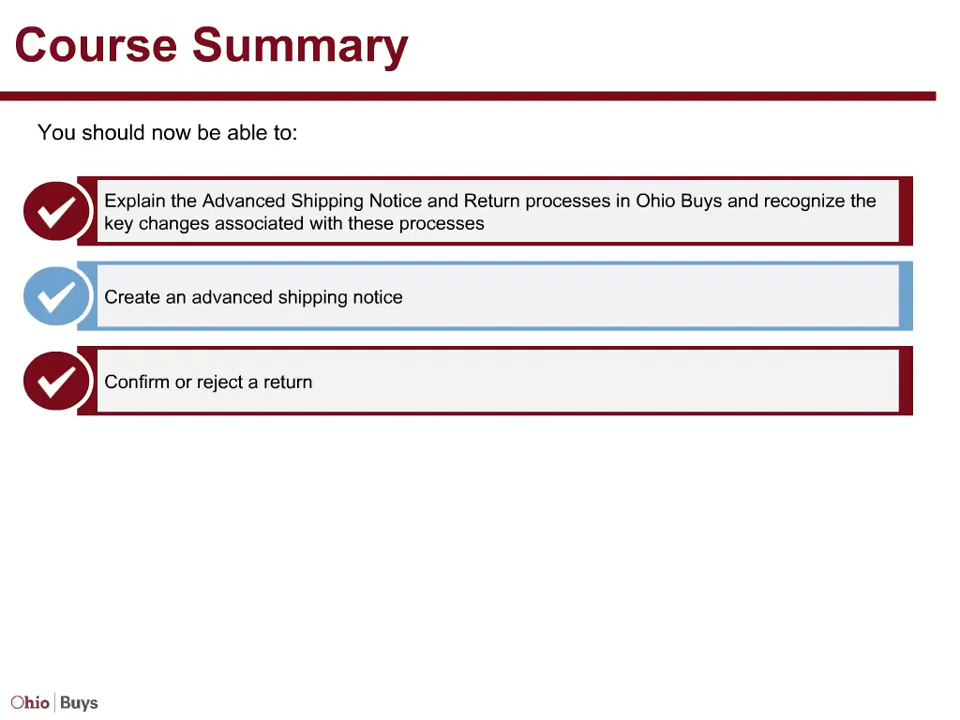 Course Summary
You should now be able to:
Explain the Advanced Shipping Notice and Return processes in Ohio Buys and recognize the
key changes associated with these processes
Create an advanced shipping notice
Confirm or reject a return
Ohio Buys